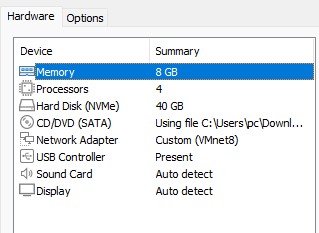 Hardware Options
Device Summary
Memory 8 GB
Processors 4
Hard Disk (NVMe) 40 GB
CD/DVD (SATA) Using file C:\Users\pc\Downl...
Network Adapter Custom (VMnet8)
USB Controller Present
Sound Card Auto detect
Display Auto detect